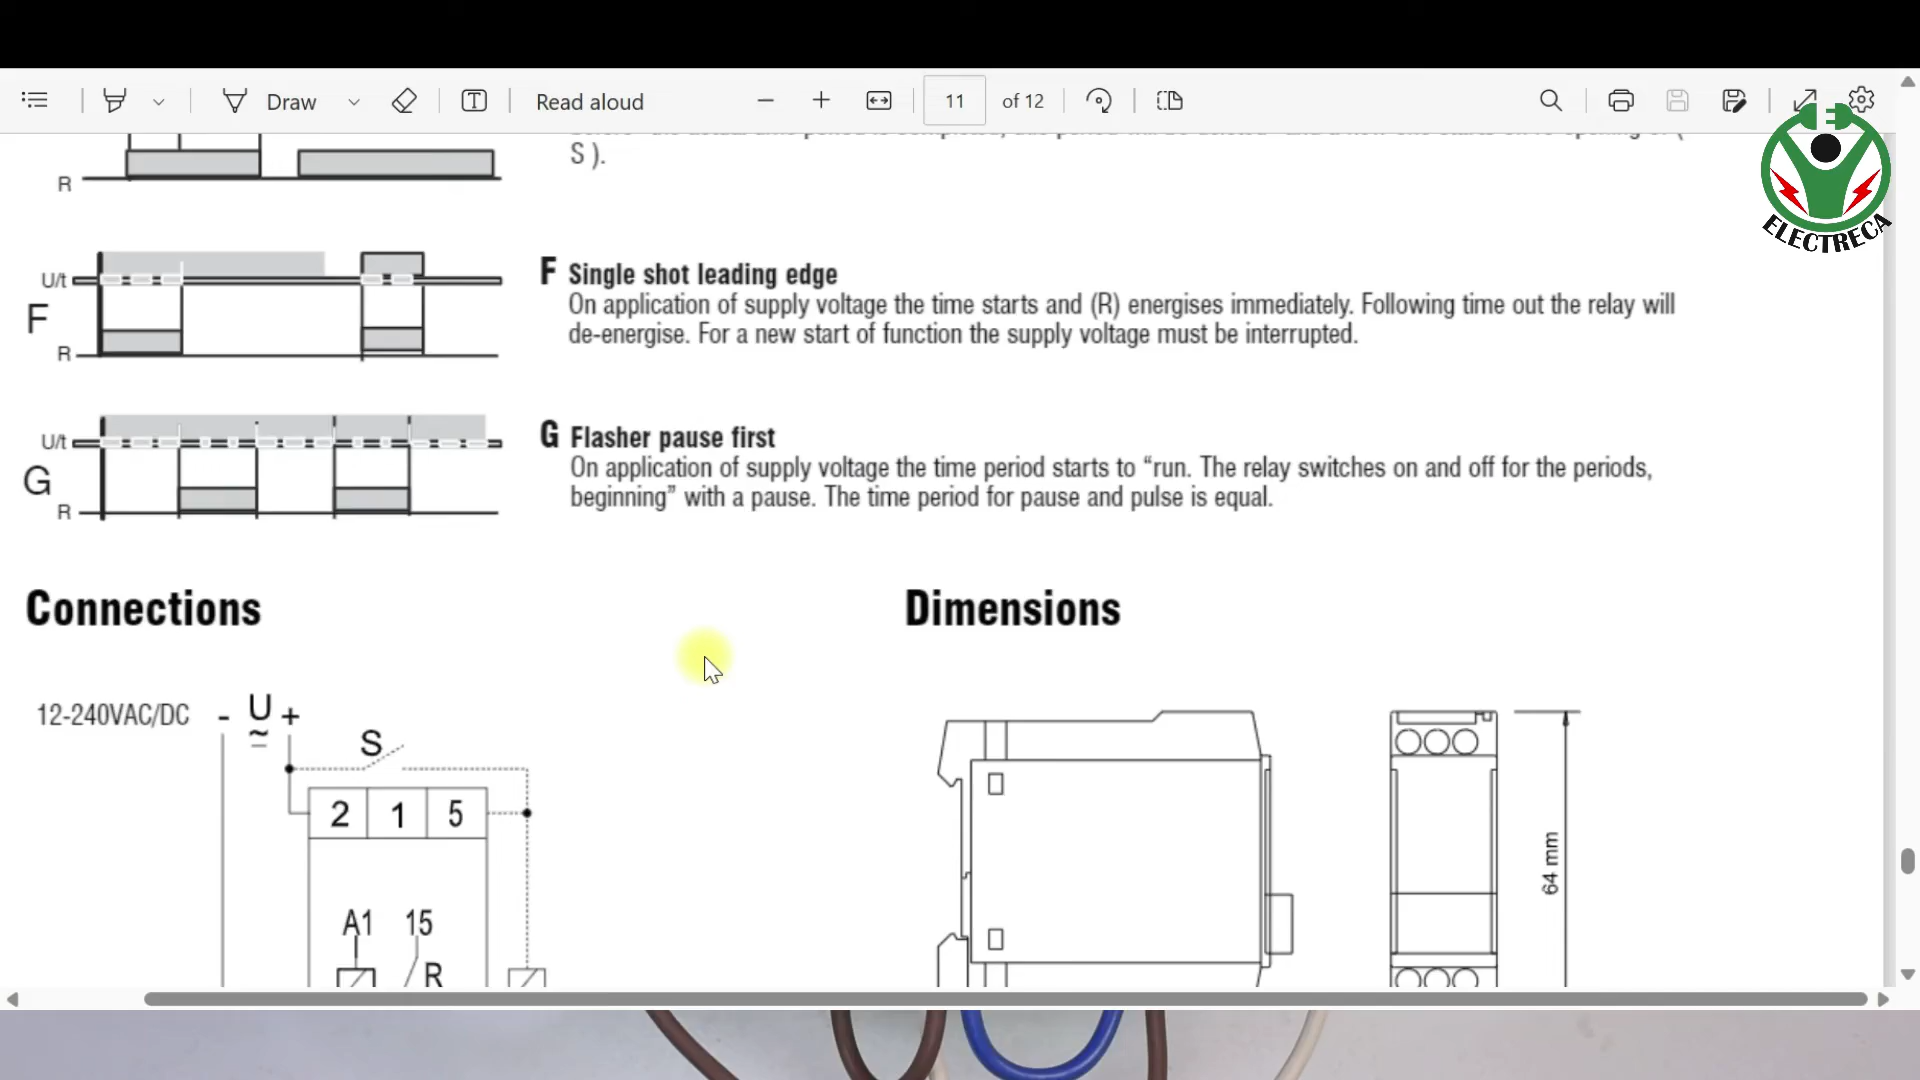 Draw
Read aloud
11
of 12
ELECTRECA
S ).
R
U/t
F
R
F Single shot leading edge
On application of supply voltage the time starts and (R) energises immediately. Following time out the relay will
de-energise. For a new start of function the supply voltage must be interrupted.
U/t
G
R
G Flasher pause first
On application of supply voltage the time period starts to “run. The relay switches on and off for the periods,
beginning” with a pause. The time period for pause and pulse is equal.
Connections
Dimensions
12-240VAC/DC - U +
S
2 1 5
A1 15
R
64 mm